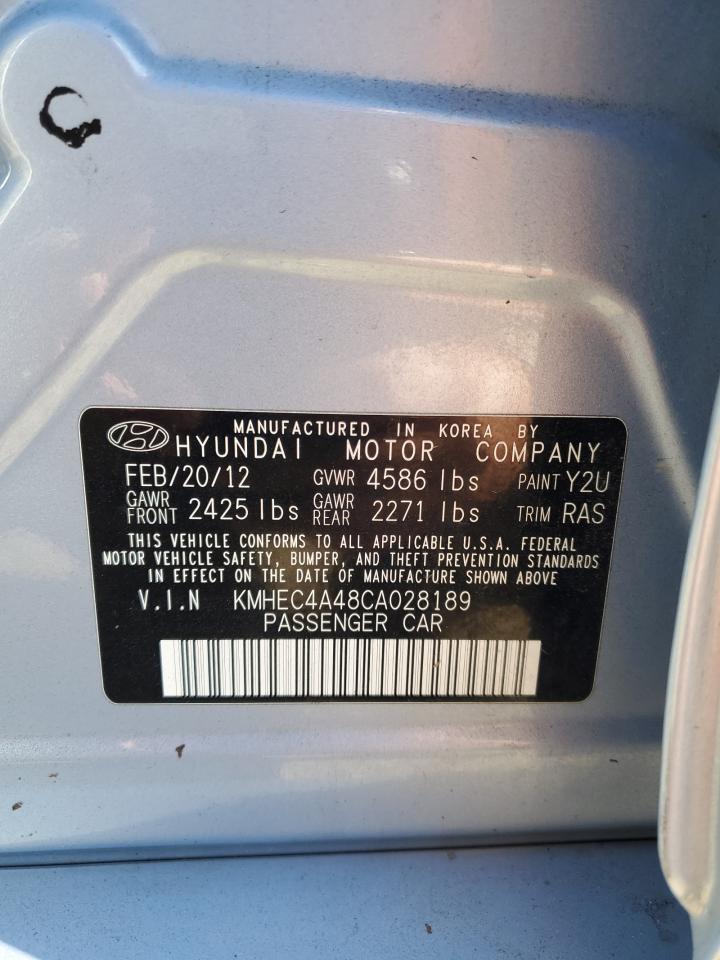 MANUFACTURED IN KOREA BY
HYUNDAI MOTOR COMPANY
FEB/20/12 GVWR 4586 lbs PAINT Y2U
GAWR FRONT 2425 lbs GAWR REAR 2271 lbs TRIM RAS
THIS VEHICLE CONFORMS TO ALL APPLICABLE U.S.A. FEDERAL
MOTOR VEHICLE SAFETY, BUMPER, AND THEFT PREVENTION STANDARDS
IN EFFECT ON THE DATE OF MANUFACTURE SHOWN ABOVE
V.I.N KMHEC4A48CA028189
PASSENGER CAR